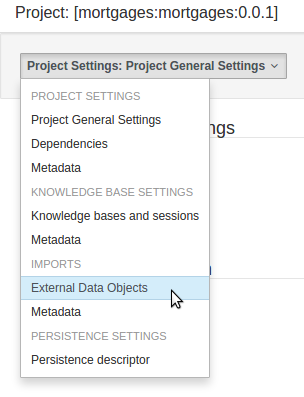 Project: [mortgages:mortgages:0.0.1]
Project Settings: Project General Settings
PROJECT SETTINGS
Project General Settings
Dependencies
Metadata
KNOWLEDGE BASE SETTINGS
Knowledge bases and sessions
Metadata
IMPORTS
External Data Objects
Metadata
PERSISTENCE SETTINGS
Persistence descriptor